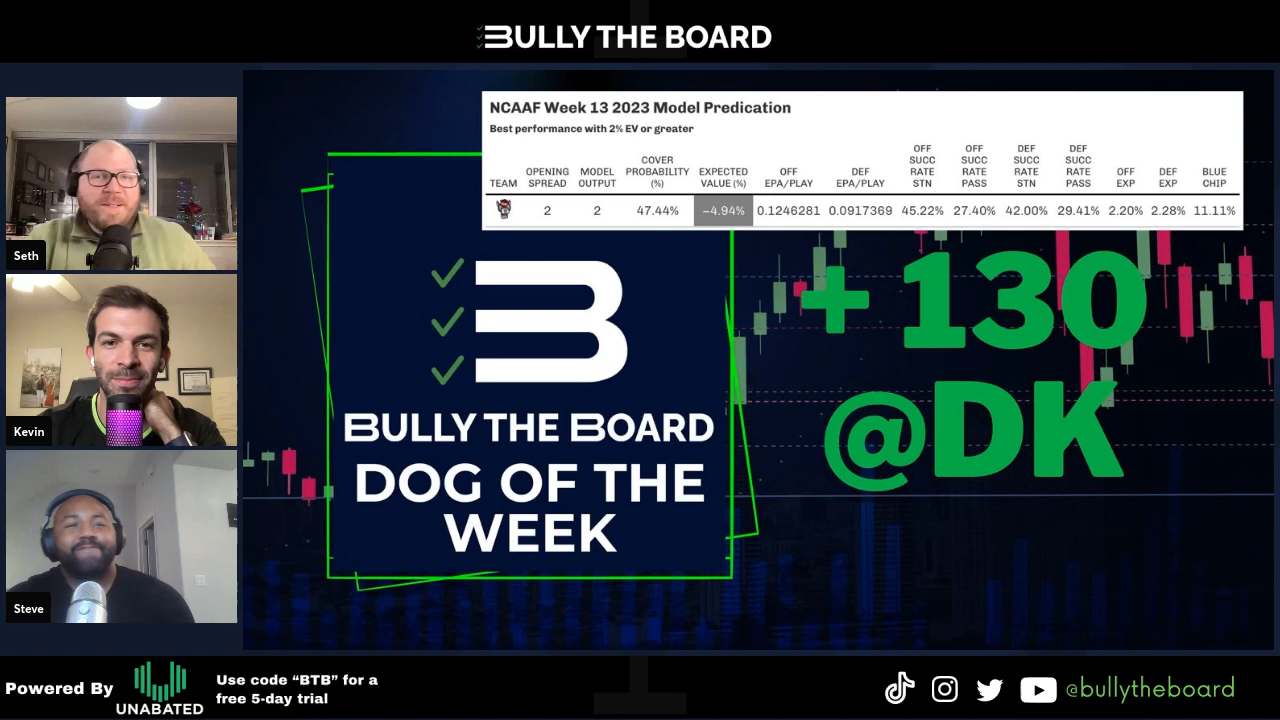 BULLY THE BOARD
NCAAF Week 13 2023 Model Predication
Best performance with 2% EV or greater
TEAM OPENING SPREAD MODEL OUTPUT COVER PROBABILITY (%) EXPECTED VALUE (%) OFF EPA/PLAY DEF EPA/PLAY OFF SUCC RATE STN OFF SUCC RATE PASS DEF SUCC RATE STN DEF SUCC RATE PASS OFF EXP DEF EXP BLUE CHIP
2 2 47.44% −4.94% 0.1246281 0.0917369 45.22% 27.40% 42.00% 29.41% 2.20% 2.28% 11.11%
Seth
Kevin
Steve
B
BULLY THE BOARD
DOG OF THE
WEEK
+ 130
@DK
Powered By
UNABATED
Use code “BTB” for a
free 5-day trial
@bullytheboard